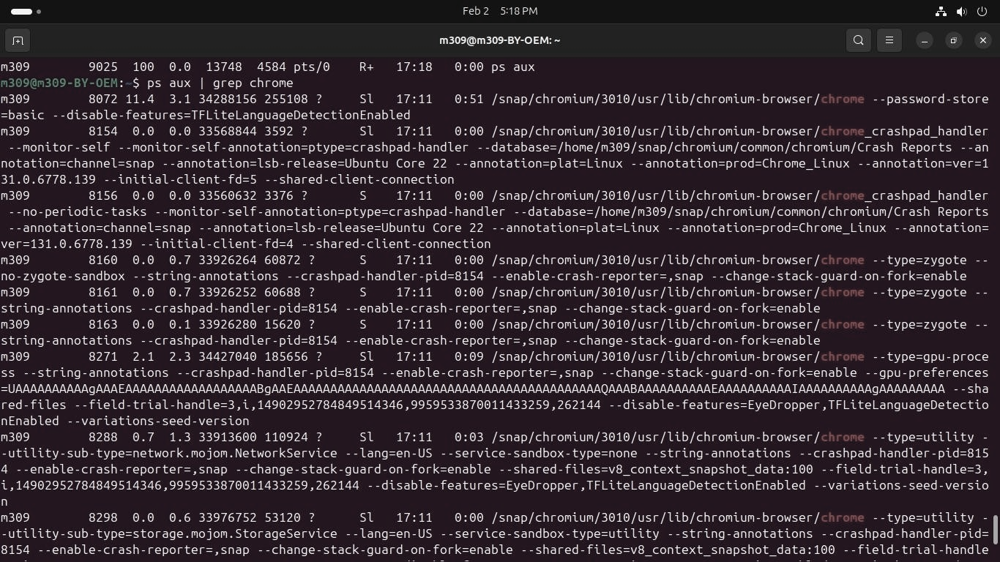 Feb 2 5:18 PM
m309@m309-BY-OEM: ~
m309        9025  100  0.0  13748  4584 pts/0    R+   17:18   0:00 ps aux
m309@m309-BY-OEM:~$ ps aux | grep chrome
m309        8072 11.4  3.1 34288156 255108 ?     Sl   17:11   0:51 /snap/chromium/3010/usr/lib/chromium-browser/chrome --password-store
=basic --disable-features=TFLiteLanguageDetectionEnabled
m309        8154  0.0  0.0 33568844 3592 ?       Sl   17:11   0:00 /snap/chromium/3010/usr/lib/chromium-browser/chrome_crashpad_handler
 --monitor-self --monitor-self-annotation=ptype=crashpad-handler --database=/home/m309/snap/chromium/common/chromium/Crash Reports --an
notation=channel=snap --annotation=lsb-release=Ubuntu Core 22 --annotation=plat=Linux --annotation=prod=Chrome_Linux --annotation=ver=1
31.0.6778.139 --initial-client-fd=5 --shared-client-connection
m309        8156  0.0  0.0 33560632 3376 ?       S    17:11   0:00 /snap/chromium/3010/usr/lib/chromium-browser/chrome_crashpad_handler
 --no-periodic-tasks --monitor-self-annotation=ptype=crashpad-handler --database=/home/m309/snap/chromium/common/chromium/Crash Reports
 --annotation=channel=snap --annotation=lsb-release=Ubuntu Core 22 --annotation=plat=Linux --annotation=prod=Chrome_Linux --annotation=
ver=131.0.6778.139 --initial-client-fd=4 --shared-client-connection
m309        8160  0.0  0.7 33926264 60872 ?      S    17:11   0:00 /snap/chromium/3010/usr/lib/chromium-browser/chrome --type=zygote --
no-zygote-sandbox --string-annotations --crashpad-handler-pid=8154 --enable-crash-reporter=,snap --change-stack-guard-on-fork=enable
m309        8161  0.0  0.7 33926252 60688 ?      S    17:11   0:00 /snap/chromium/3010/usr/lib/chromium-browser/chrome --type=zygote --
string-annotations --crashpad-handler-pid=8154 --enable-crash-reporter=,snap --change-stack-guard-on-fork=enable
m309        8163  0.0  0.1 33926280 15620 ?      S    17:11   0:00 /snap/chromium/3010/usr/lib/chromium-browser/chrome --type=zygote --
string-annotations --crashpad-handler-pid=8154 --enable-crash-reporter=,snap --change-stack-guard-on-fork=enable
m309        8271  2.1  2.3 34427040 185656 ?     Sl   17:11   0:09 /snap/chromium/3010/usr/lib/chromium-browser/chrome --type=gpu-proce
ss --string-annotations --crashpad-handler-pid=8154 --enable-crash-reporter=,snap --change-stack-guard-on-fork=enable --gpu-preferences
=UAAAAAAAAAAgAAAEAAAAAAAAAAAAAAAAAABgAAEAAAAAAAAAAAAAAAAAAAAAAAAAAAAAAAAAAAAAAAAAAAQAAABAAAAAAAAAAEAAAAAAAAAAIAAAAAAAAAAgAAAAAAAAA --sha
red-files --field-trial-handle=3,i,14902952784849514346,9959533870011433259,262144 --disable-features=EyeDropper,TFLiteLanguageDetectio
nEnabled --variations-seed-version
m309        8288  0.7  1.3 33913600 110924 ?     Sl   17:11   0:03 /snap/chromium/3010/usr/lib/chromium-browser/chrome --type=utility -
-utility-sub-type=network.mojom.NetworkService --lang=en-US --service-sandbox-type=none --string-annotations --crashpad-handler-pid=815
4 --enable-crash-reporter=,snap --change-stack-guard-on-fork=enable --shared-files=v8_context_snapshot_data:100 --field-trial-handle=3,
i,14902952784849514346,9959533870011433259,262144 --disable-features=EyeDropper,TFLiteLanguageDetectionEnabled --variations-seed-versio
n
m309        8298  0.0  0.6 33976752 53120 ?      Sl   17:11   0:00 /snap/chromium/3010/usr/lib/chromium-browser/chrome --type=utility -
-utility-sub-type=storage.mojom.StorageService --lang=en-US --service-sandbox-type=utility --string-annotations --crashpad-handler-pid=
8154 --enable-crash-reporter=,snap --change-stack-guard-on-fork=enable --shared-files=v8_context_snapshot_data:100 --field-trial-handle